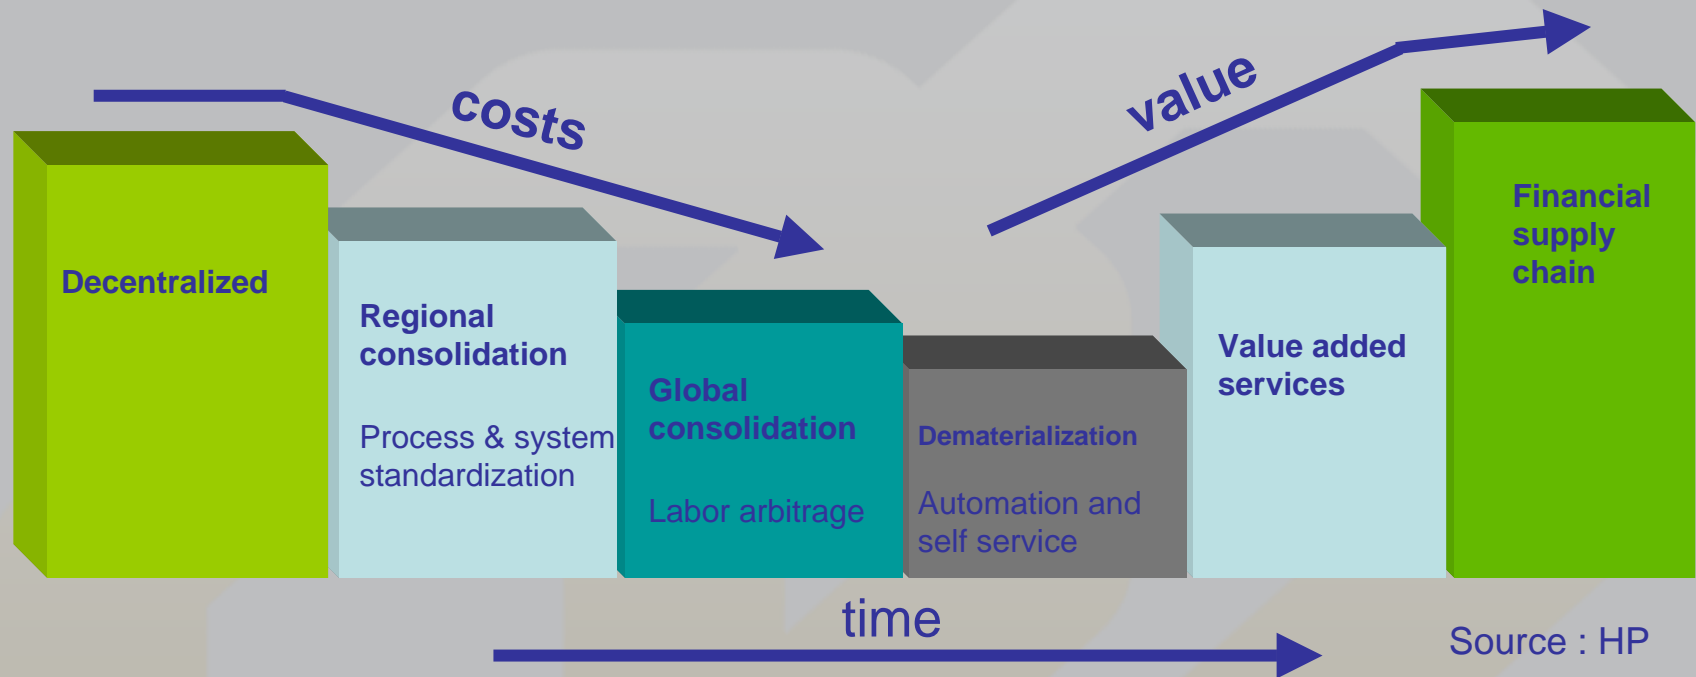 costs
value
Decentralized
Regional
consolidation
Process & system
standardization
Global
consolidation
Labor arbitrage
Dematerialization
Automation and
self service
Value added
services
Financial
supply
chain
time
Source : HP